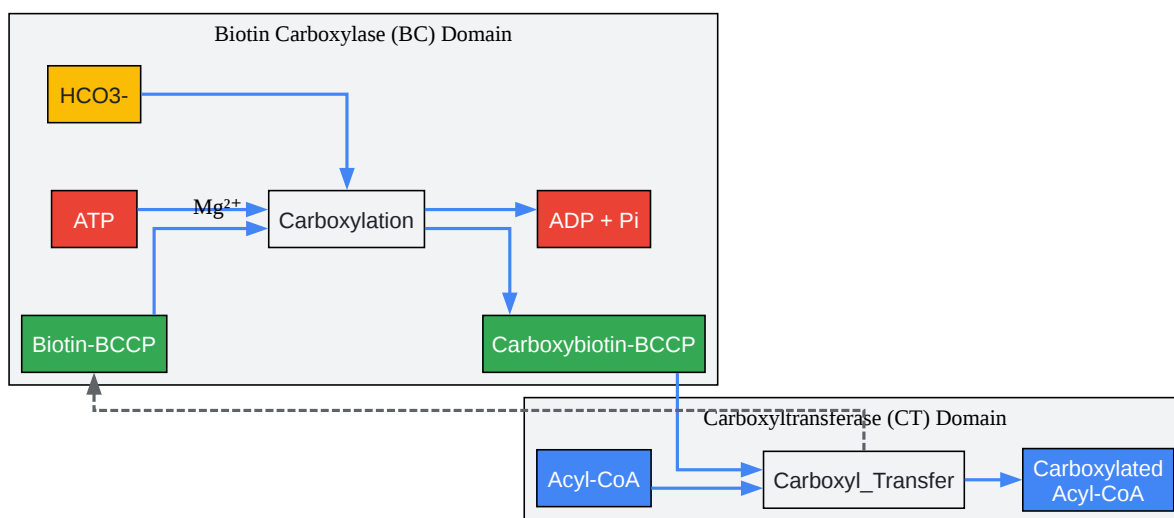 Biotin Carboxylase (BC) Domain
HCO3-
ATP
Mg²⁺
Carboxylation
ADP + Pi
Biotin-BCCP
Carboxybiotin-BCCP
Carboxyltransferase (CT) Domain
Acyl-CoA
Carboxyl_Transfer
Carboxylated
Acyl-CoA